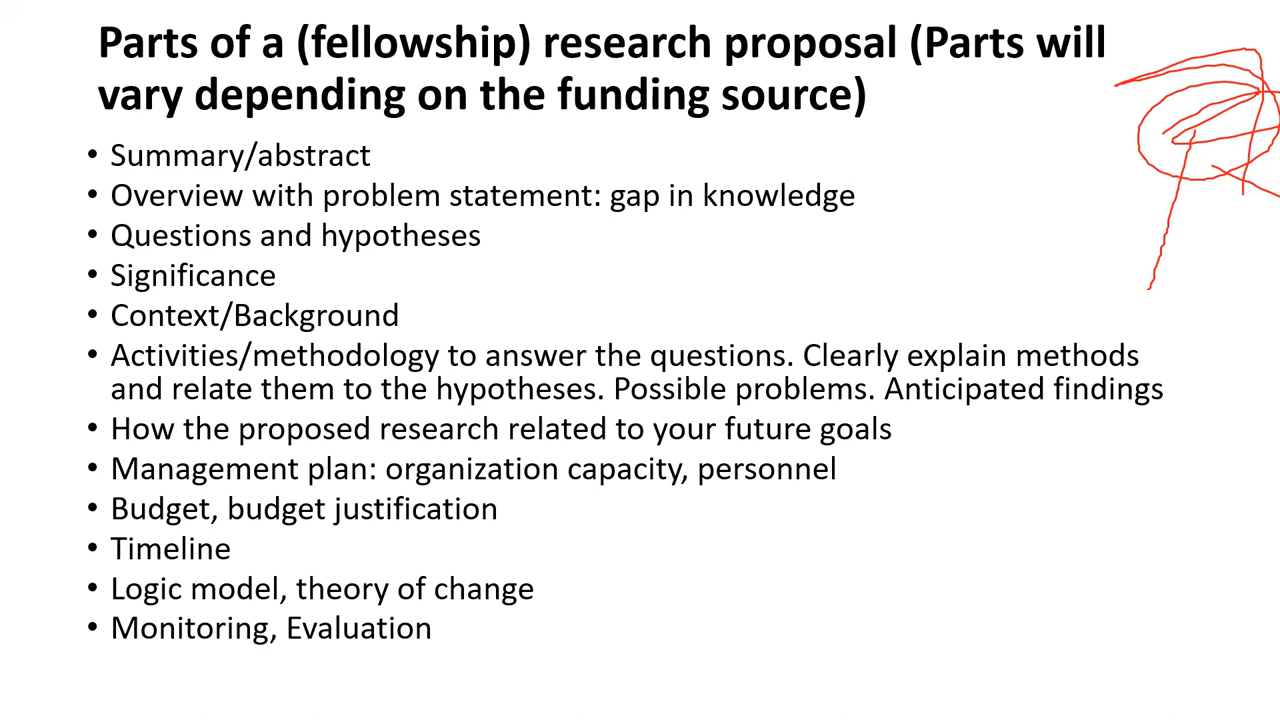 Parts of a (fellowship) research proposal (Parts will
vary depending on the funding source)
• Summary/abstract
• Overview with problem statement: gap in knowledge
• Questions and hypotheses
• Significance
• Context/Background
• Activities/methodology to answer the questions. Clearly explain methods
and relate them to the hypotheses. Possible problems. Anticipated findings
• How the proposed research related to your future goals
• Management plan: organization capacity, personnel
• Budget, budget justification
• Timeline
• Logic model, theory of change
• Monitoring, Evaluation